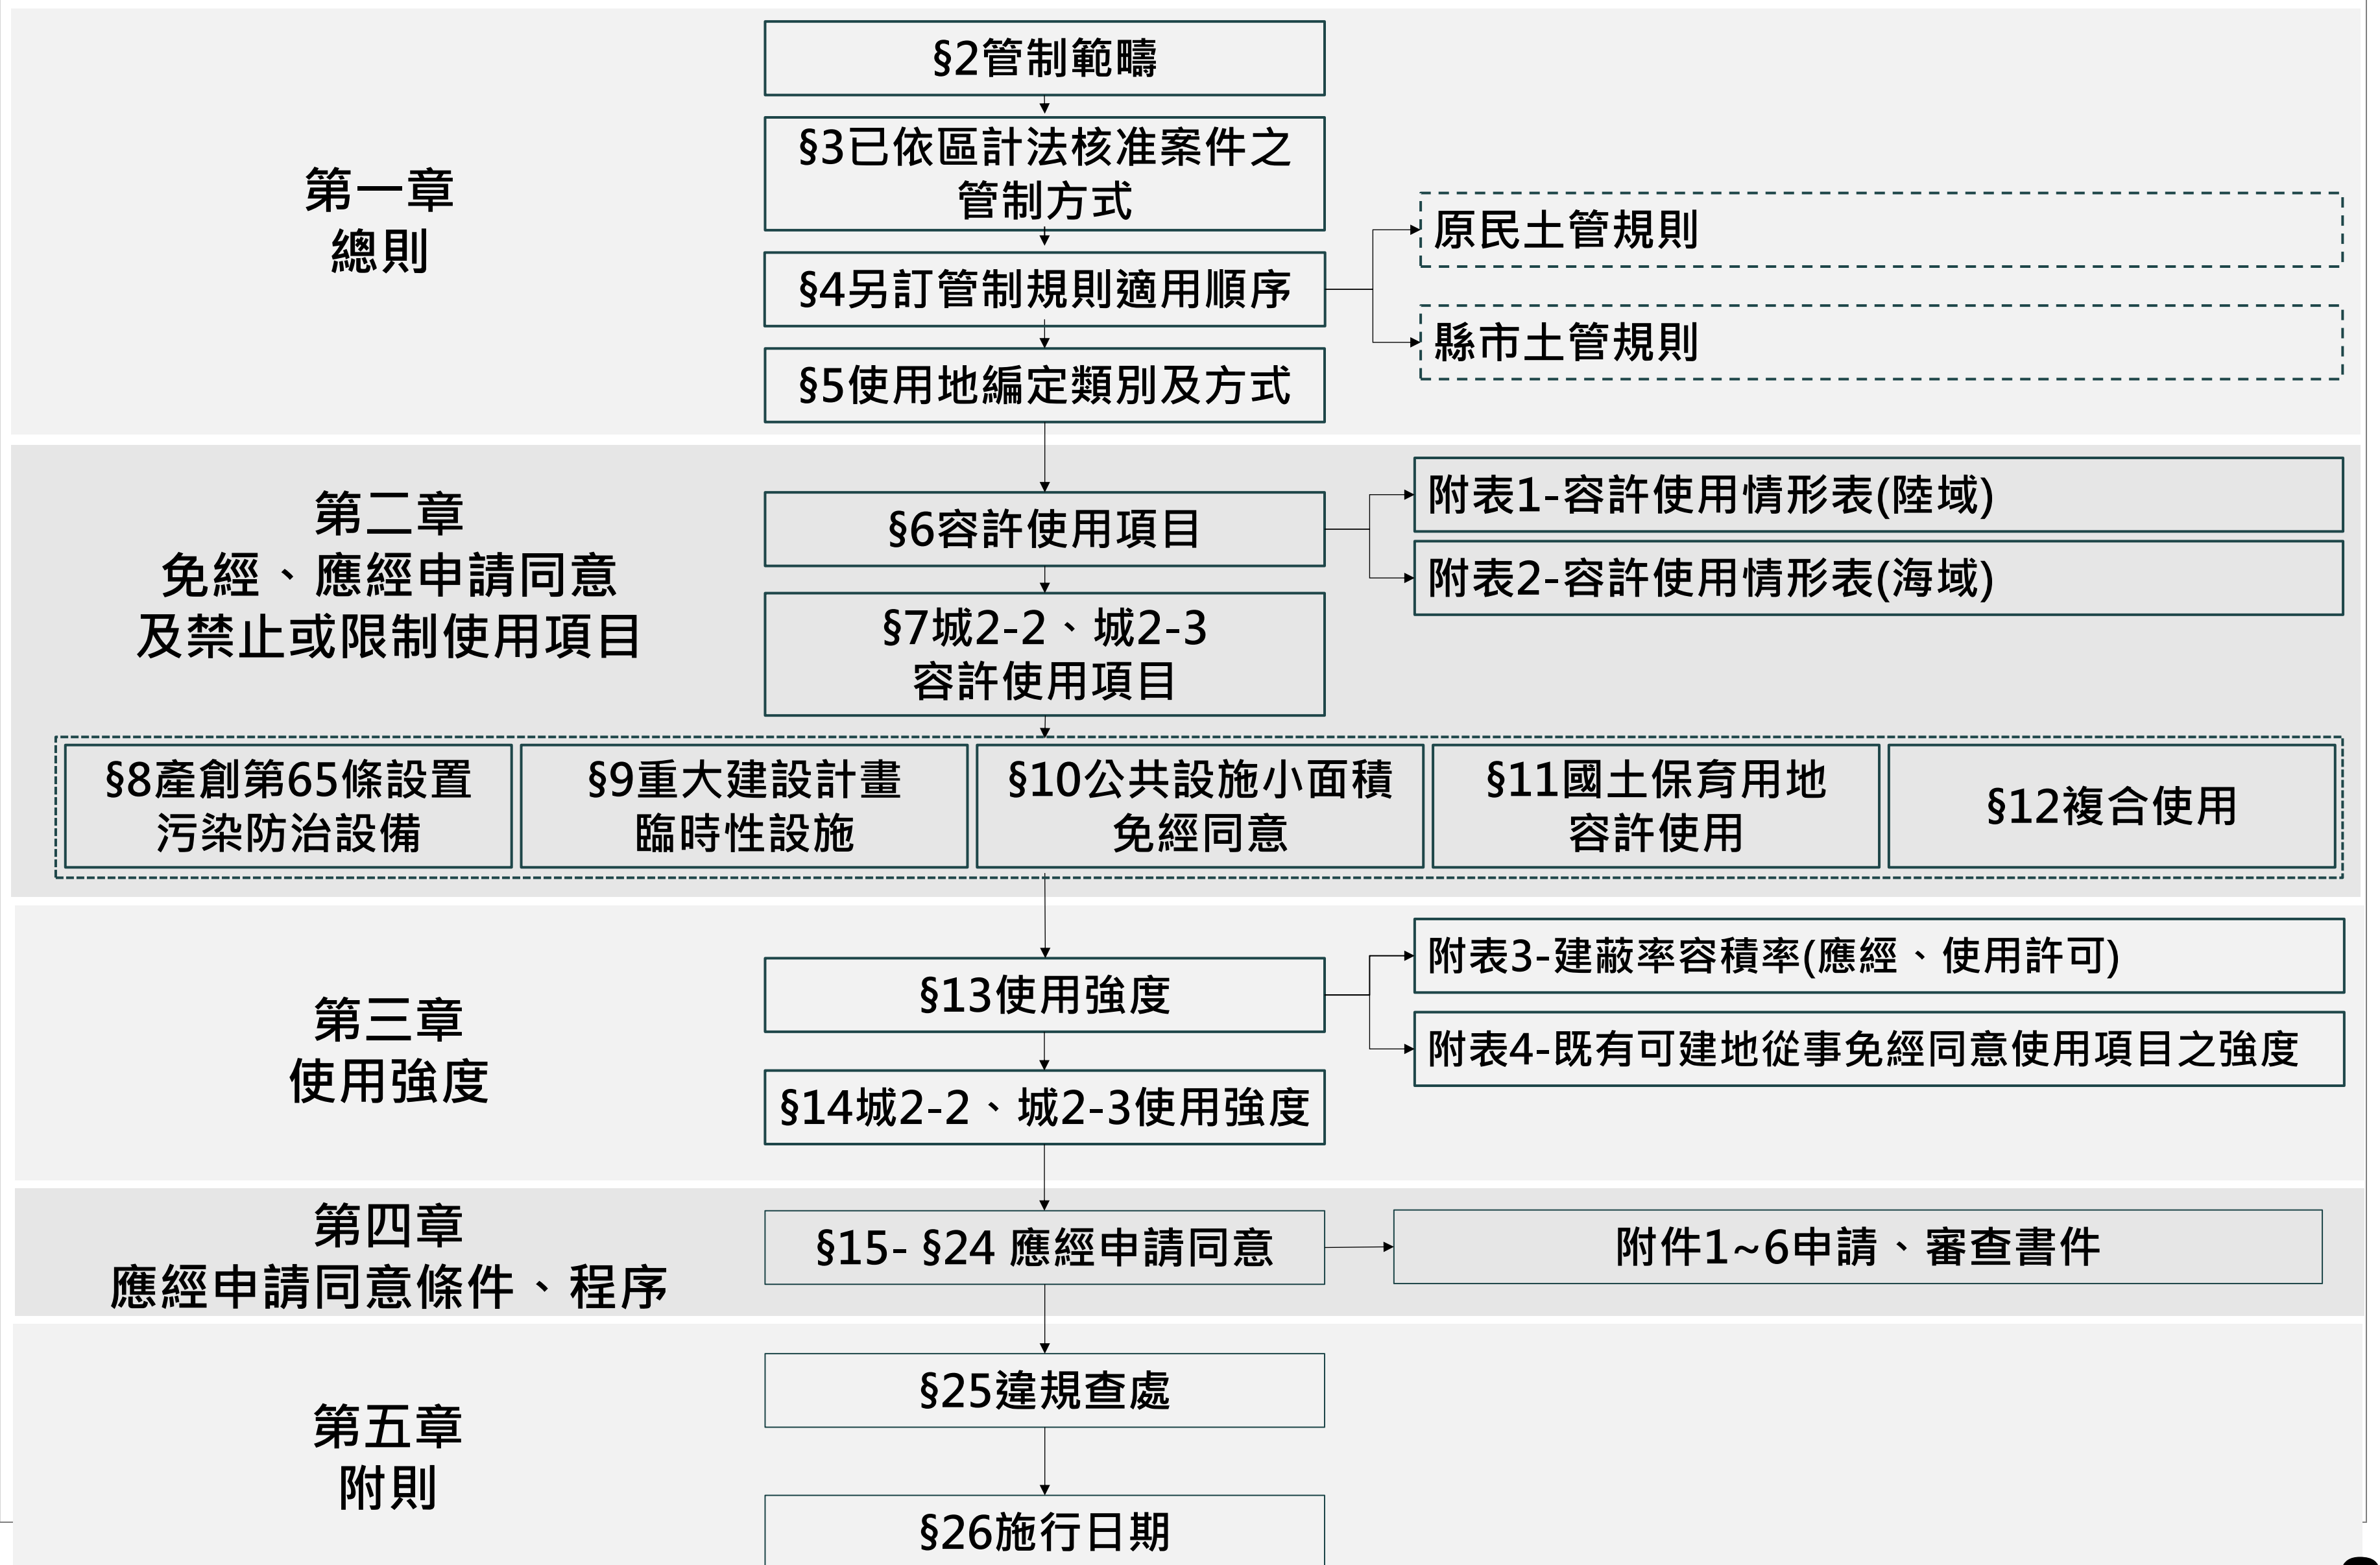 第一章
總則
§2管制範疇
§3已依區計法核准案件之
管制方式
§4另訂管制規則適用順序
原民土管規則
縣市土管規則
§5使用地編定類別及方式
第二章
免經、應經申請同意
及禁止或限制使用項目
§6容許使用項目
附表1-容許使用情形表(陸域)
附表2-容許使用情形表(海域)
§7城2-2、城2-3
容許使用項目
§8產創第65條設置
污染防治設備
§9重大建設計畫
臨時性設施
§10公共設施小面積
免經同意
§11國土保育用地
容許使用
§12複合使用
第三章
使用強度
§13使用強度
附表3-建蔽率容積率(應經、使用許可)
附表4-既有可建地從事免經同意使用項目之強度
§14城2-2、城2-3使用強度
第四章
應經申請同意條件、程序
§15- §24 應經申請同意
附件1~6申請、審查書件
第五章
附則
§25違規查處
§26施行日期